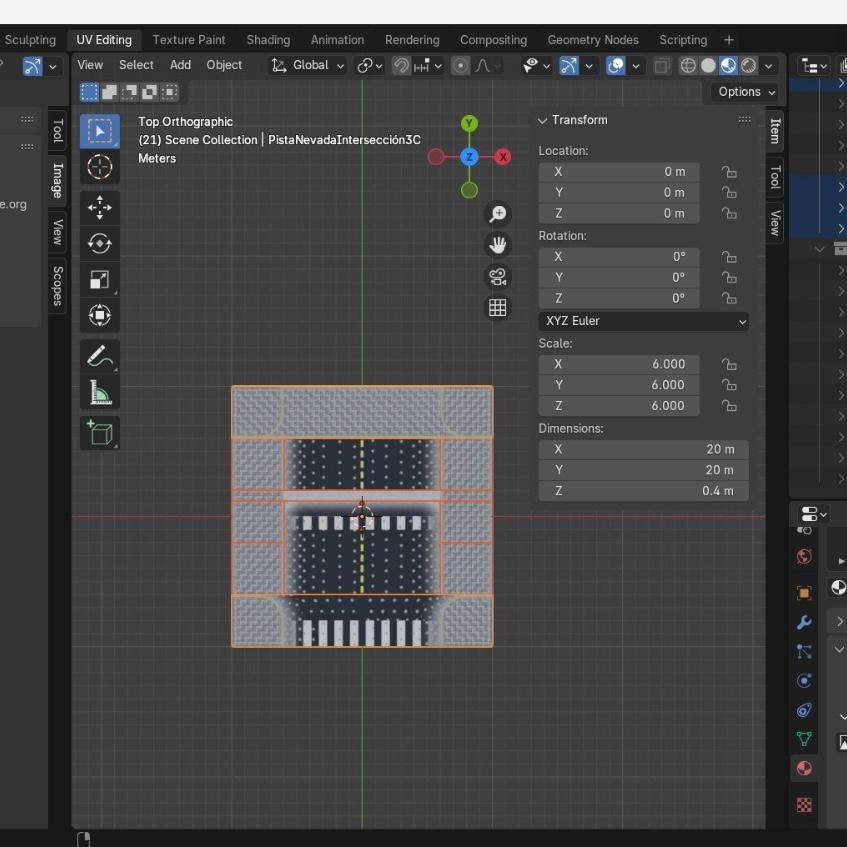 Sculpting UV Editing Texture Paint Shading Animation Rendering Compositing Geometry Nodes Scripting +
View Select Add Object Global
Options
Top Orthographic
(21) Scene Collection | PistaNevadaIntersección3C
Meters
Y
Z
X
Tool
Image
View
Scopes
e.org
Transform
Location:
X 0 m
Y 0 m
Z 0 m
Rotation:
X 0°
Y 0°
Z 0°
XYZ Euler
Scale:
X 6.000
Y 6.000
Z 6.000
Dimensions:
X 20 m
Y 20 m
Z 0.4 m
Item
Tool
View